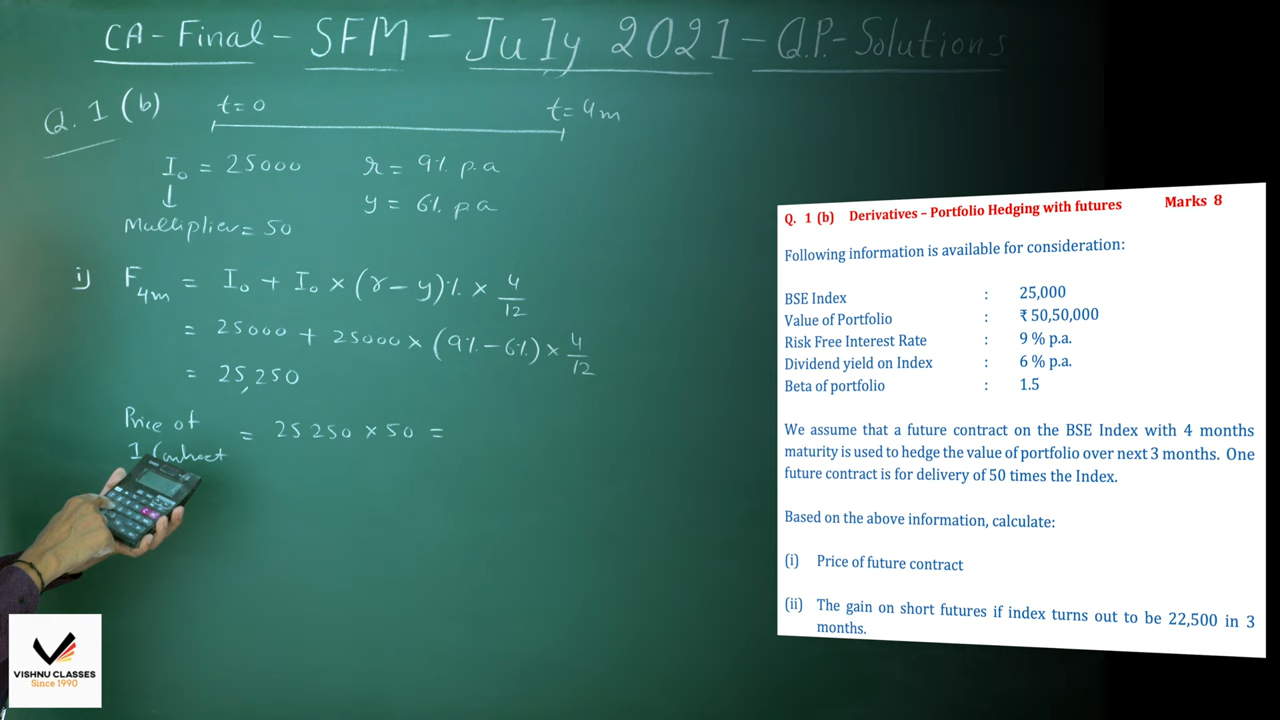 CA-Final - SFM - July 2021 - Q.P.- Solutions
Q. 1 (b)
t=0
t=4m
I₀ = 25000
r = 9% p.a
↓
y = 6% p.a
Multiplier = 50
i) F₄ₘ = I₀ + I₀ × (r - y)% × 4/12
= 25000 + 25000 × (9% - 6%) × 4/12
= 25,250
Price of
1 Contract = 25250 × 50 =
Q. 1 (b) Derivatives – Portfolio Hedging with futures Marks 8
Following information is available for consideration:
BSE Index : 25,000
Value of Portfolio : ₹ 50,50,000
Risk Free Interest Rate : 9 % p.a.
Dividend yield on Index : 6 % p.a.
Beta of portfolio : 1.5
We assume that a future contract on the BSE Index with 4 months
maturity is used to hedge the value of portfolio over next 3 months. One
future contract is for delivery of 50 times the Index.
Based on the above information, calculate:
(i) Price of future contract
(ii) The gain on short futures if index turns out to be 22,500 in 3
months.
VISHNU CLASSES
Since 1990